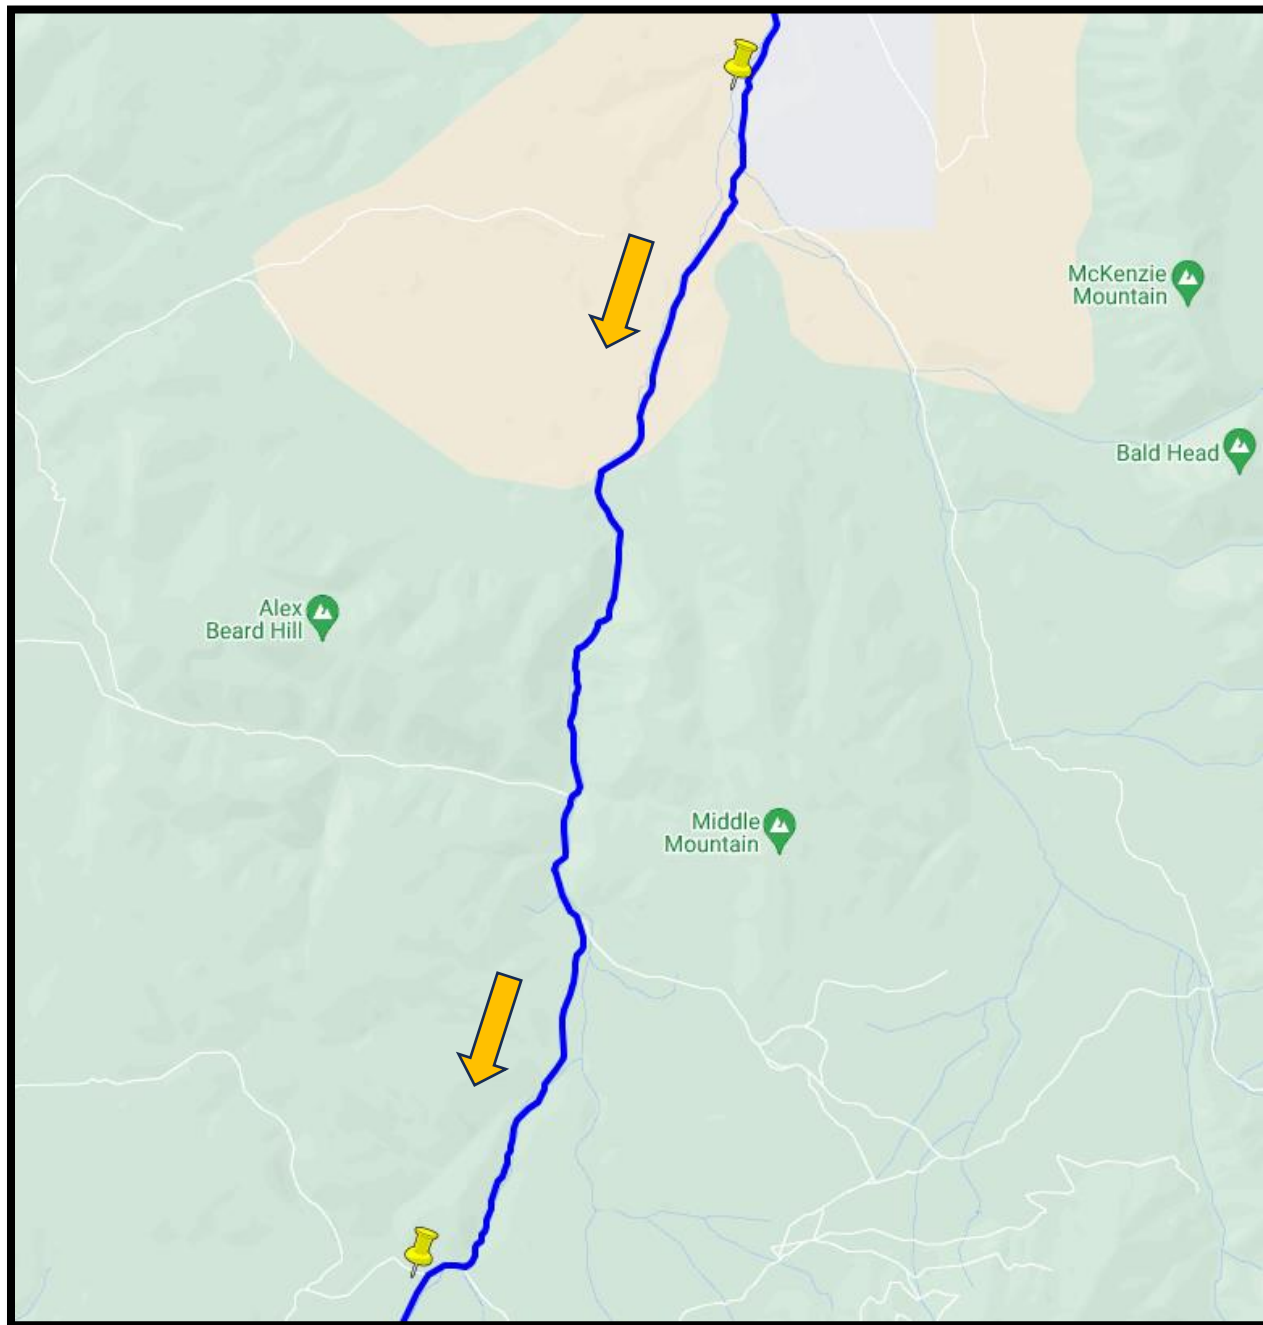 McKenzie
Mountain
Bald Head
Alex
Beard Hill
Middle
Mountain